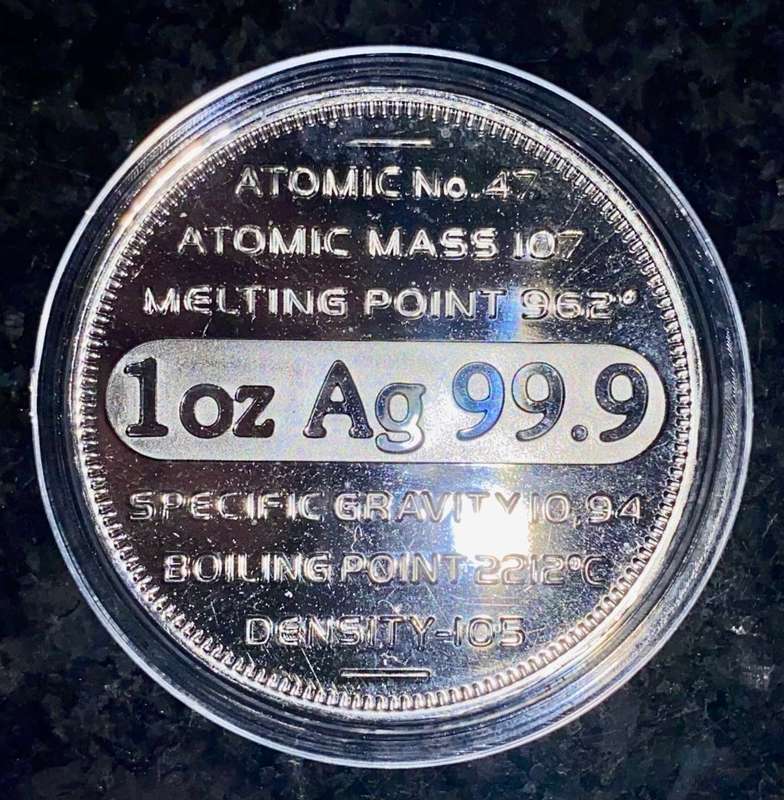 ATOMIC No. 47
ATOMIC MASS 107
MELTING POINT 962°
1oz Ag 99.9
SPECIFIC GRAVITY 10,94
BOILING POINT 2212°C
DENSITY-105